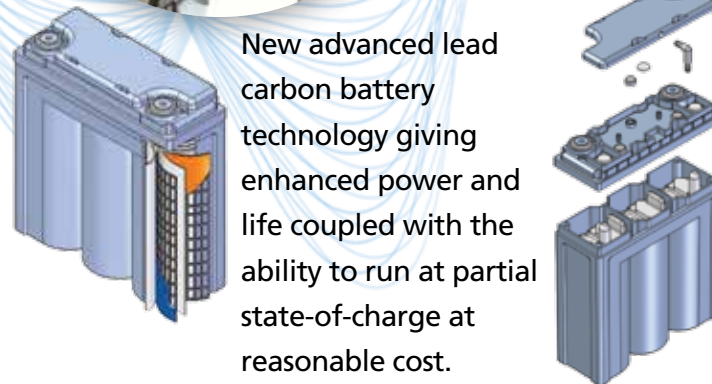 New advanced lead
carbon battery
technology giving
enhanced power and
life coupled with the
ability to run at partial
state-of-charge at
reasonable cost.